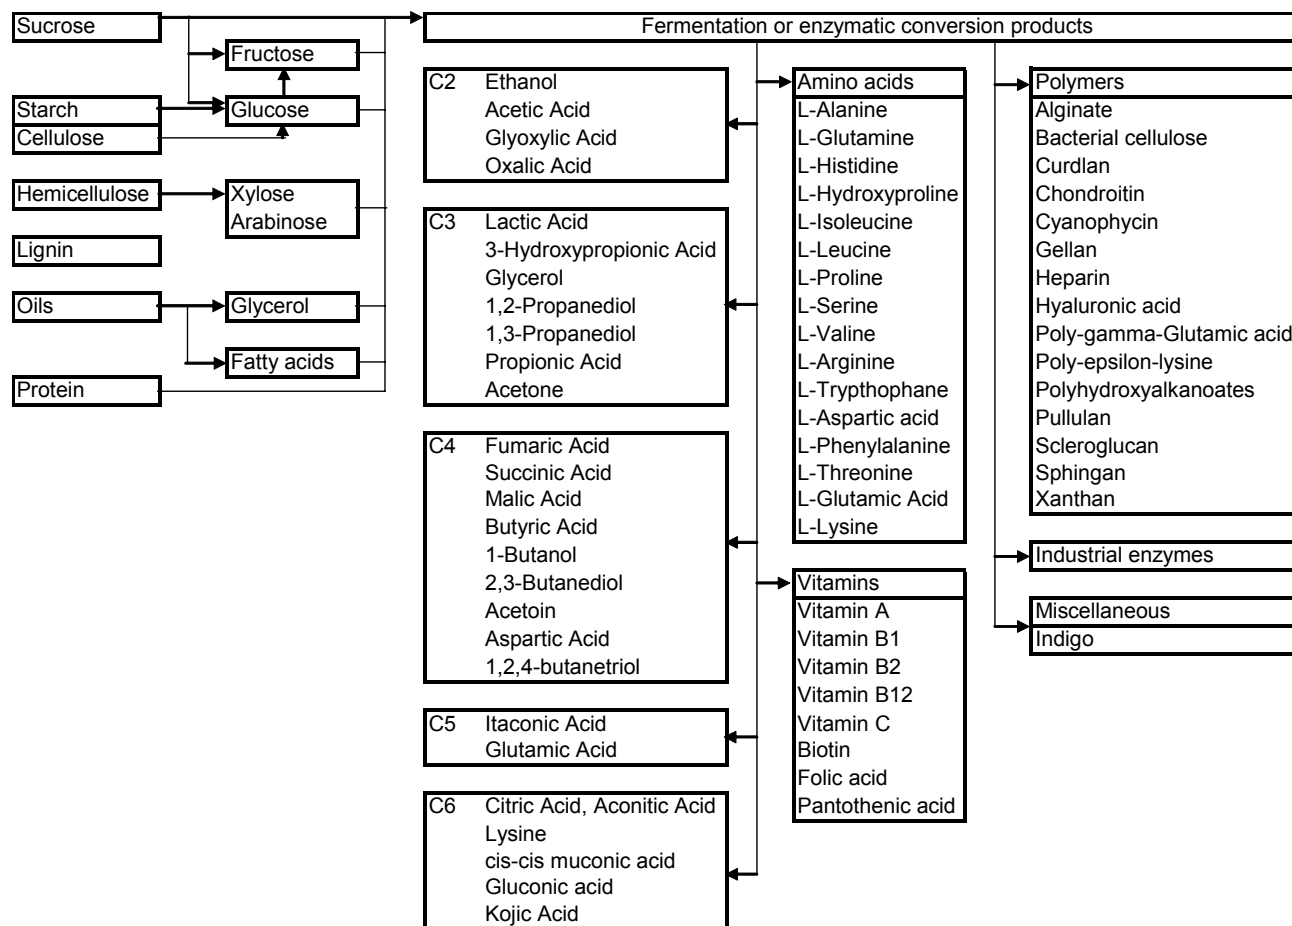 Sucrose
Fructose
Starch
Glucose
Cellulose
Hemicellulose
Xylose
Arabinose
Lignin
Oils
Glycerol
Fatty acids
Protein
Fermentation or enzymatic conversion products
C2 Ethanol
Acetic Acid
Glyoxylic Acid
Oxalic Acid
C3 Lactic Acid
3-Hydroxypropionic Acid
Glycerol
1,2-Propanediol
1,3-Propanediol
Propionic Acid
Acetone
C4 Fumaric Acid
Succinic Acid
Malic Acid
Butyric Acid
1-Butanol
2,3-Butanediol
Acetoin
Aspartic Acid
1,2,4-butanetriol
C5 Itaconic Acid
Glutamic Acid
C6 Citric Acid, Aconitic Acid
Lysine
cis-cis muconic acid
Gluconic acid
Kojic Acid
Amino acids
L-Alanine
L-Glutamine
L-Histidine
L-Hydroxyproline
L-Isoleucine
L-Leucine
L-Proline
L-Serine
L-Valine
L-Arginine
L-Trypthophane
L-Aspartic acid
L-Phenylalanine
L-Threonine
L-Glutamic Acid
L-Lysine
Vitamins
Vitamin A
Vitamin B1
Vitamin B2
Vitamin B12
Vitamin C
Biotin
Folic acid
Pantothenic acid
Polymers
Alginate
Bacterial cellulose
Curdlan
Chondroitin
Cyanophycin
Gellan
Heparin
Hyaluronic acid
Poly-gamma-Glutamic acid
Poly-epsilon-lysine
Polyhydroxyalkanoates
Pullulan
Scleroglucan
Sphingan
Xanthan
Industrial enzymes
Miscellaneous
Indigo